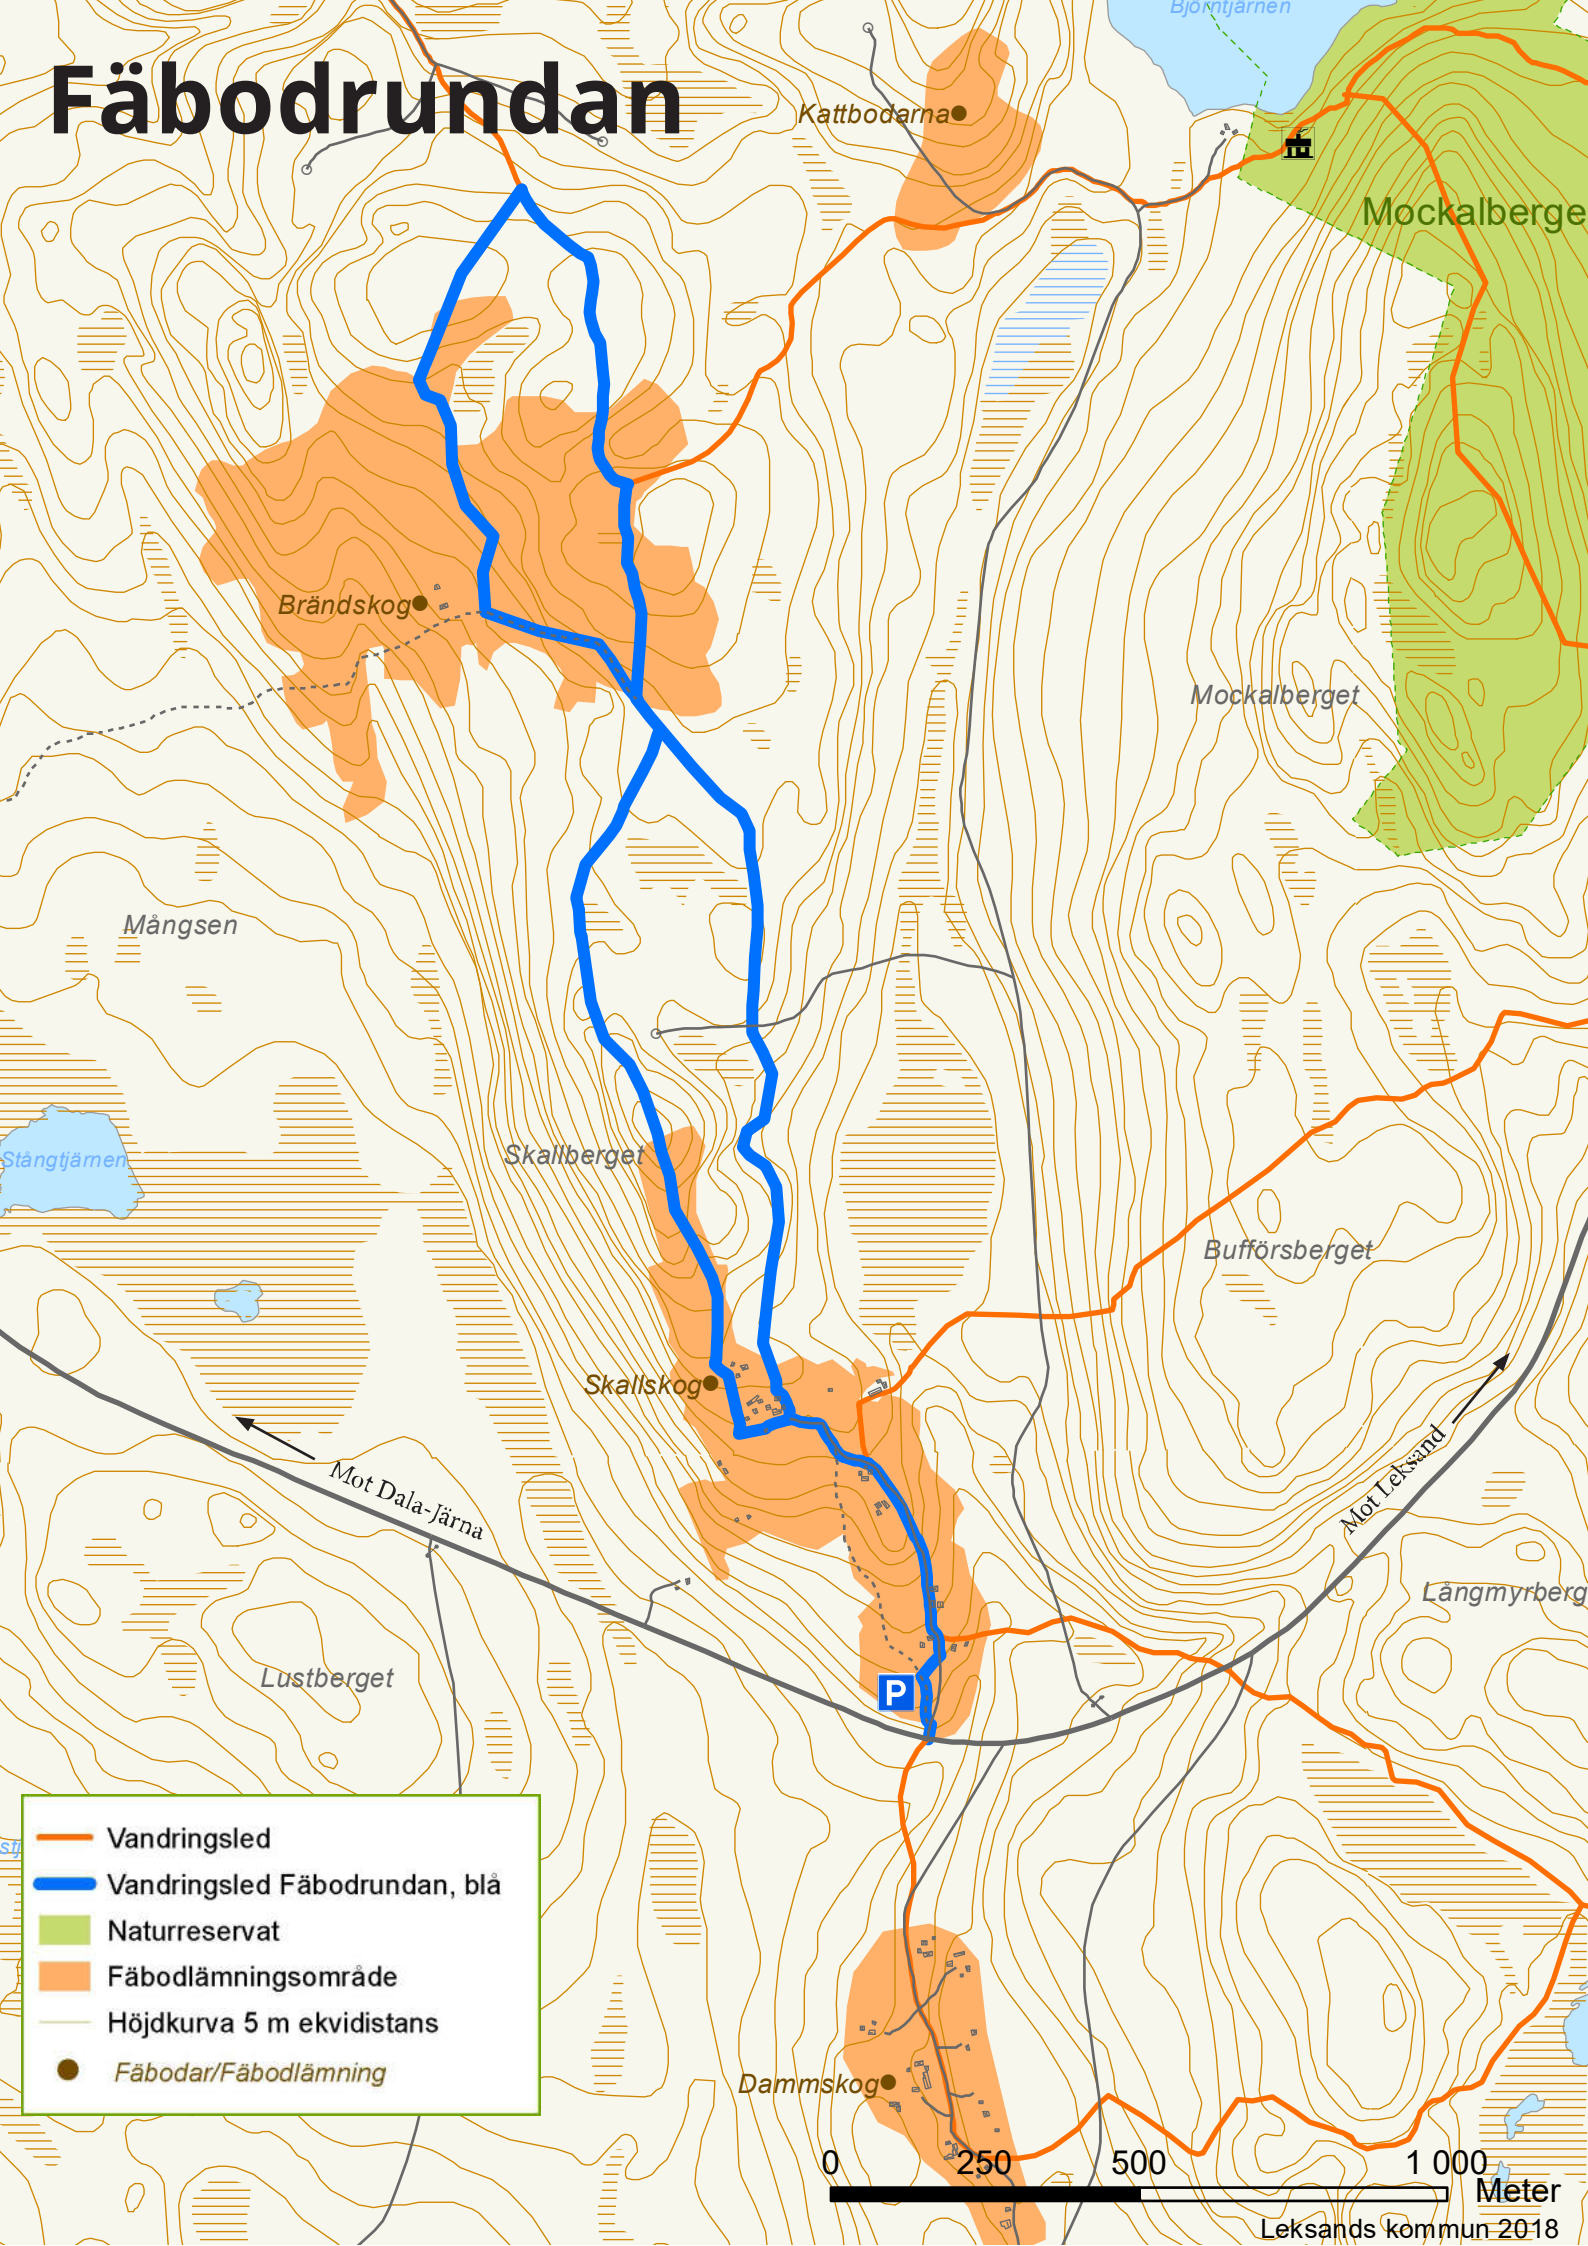 Björntjärnen
Fäbodrundan
Kattbodarna
Mockalberge
Brändskog
Mockalberget
Mångsen
Stångtjärnen
Skallberget
Bufförsberget
Skallskog
Mot Dala-Järna
Mot Leksand
Långmyrberg
Lustberget
P
Vandringsled
Vandringsled Fäbodrundan, blå
Naturreservat
Fäbodlämningsområde
Höjdkurva 5 m ekvidistans
Fäbodar/Fäbodlämning
Dammskog
0 250 500 1 000
Meter
Leksands kommun 2018